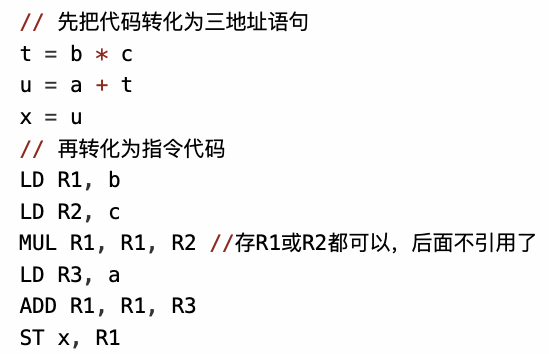 // 先把代码转化为三地址语句
t = b * c
u = a + t
x = u
// 再转化为指令代码
LD R1, b
LD R2, c
MUL R1, R1, R2 //存R1或R2都可以，后面不引用了
LD R3, a
ADD R1, R1, R3
ST x, R1